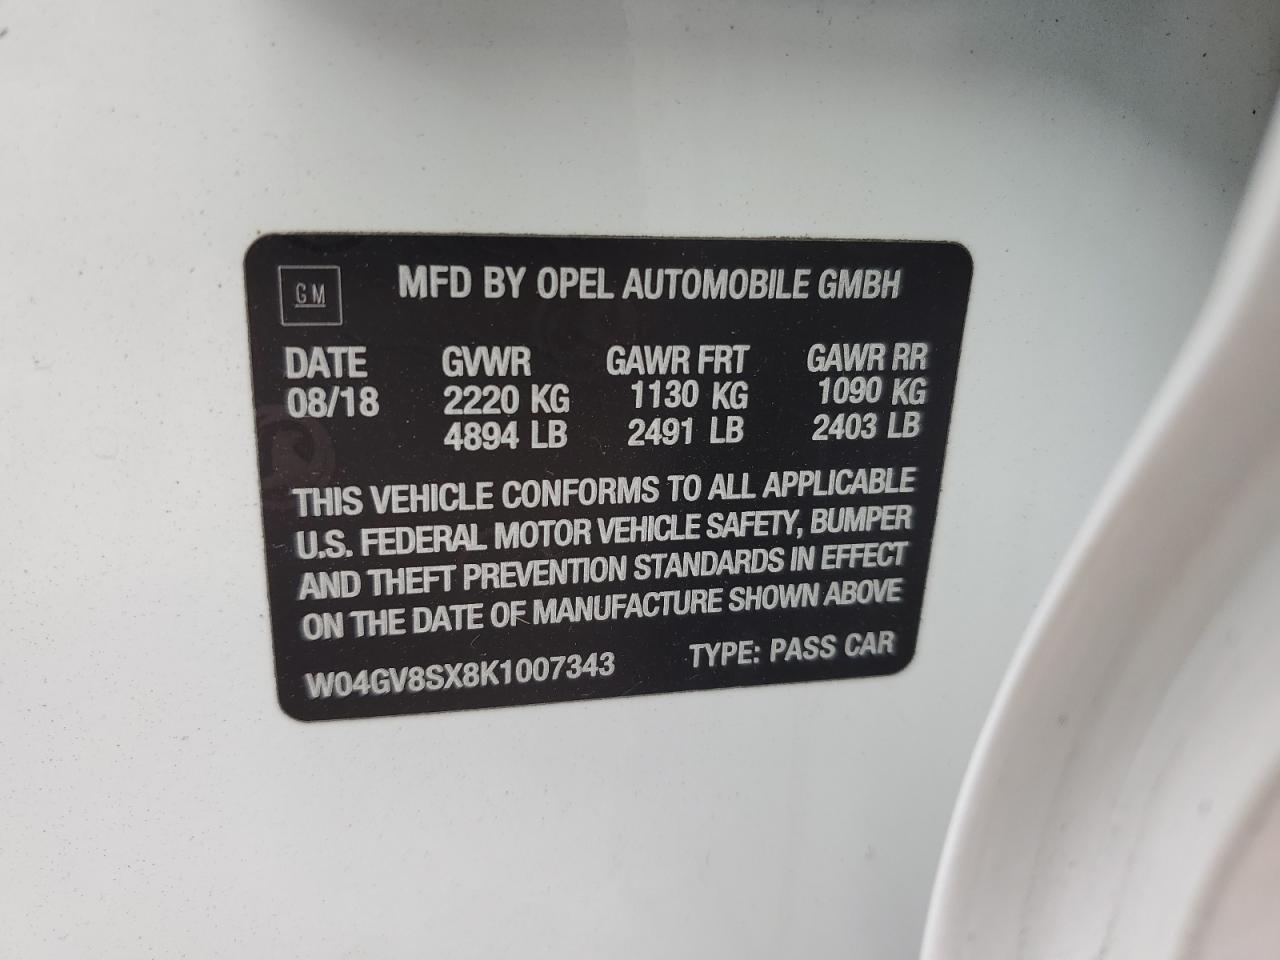 GM
MFD BY OPEL AUTOMOBILE GMBH
DATE GVWR GAWR FRT GAWR RR
08/18 2220 KG 1130 KG 1090 KG
4894 LB 2491 LB 2403 LB
THIS VEHICLE CONFORMS TO ALL APPLICABLE
U.S. FEDERAL MOTOR VEHICLE SAFETY, BUMPER
AND THEFT PREVENTION STANDARDS IN EFFECT
ON THE DATE OF MANUFACTURE SHOWN ABOVE
W04GV8SX8K1007343 TYPE: PASS CAR